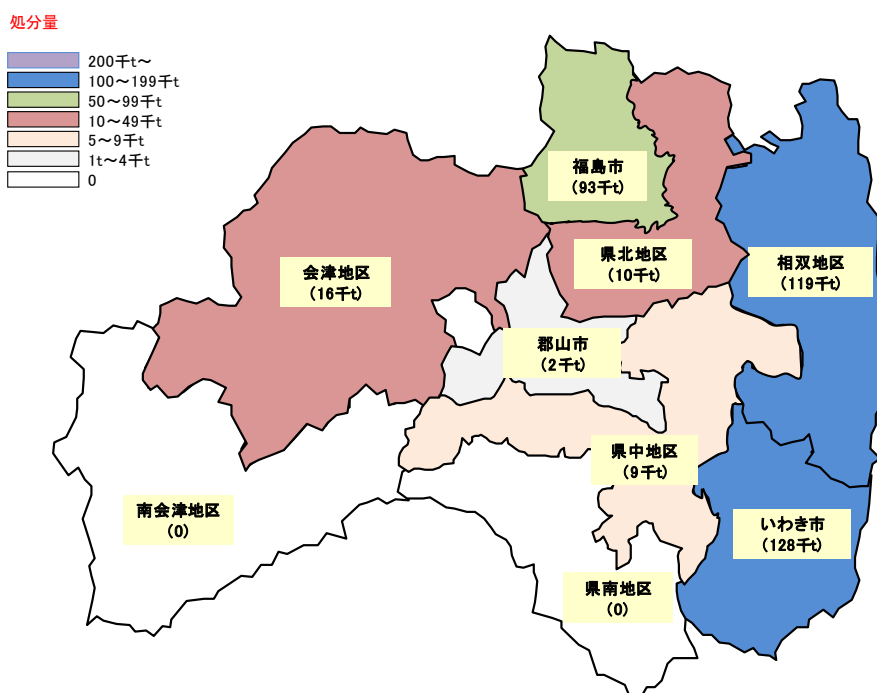 処分量
200千t～
100～199千t
50～99千t
10～49千t
5～9千t
1t～4千t
0
福島市
(93千t)
県北地区
(10千t)
相双地区
(119千t)
会津地区
(16千t)
郡山市
(2千t)
県中地区
(9千t)
南会津地区
(0)
いわき市
(128千t)
県南地区
(0)